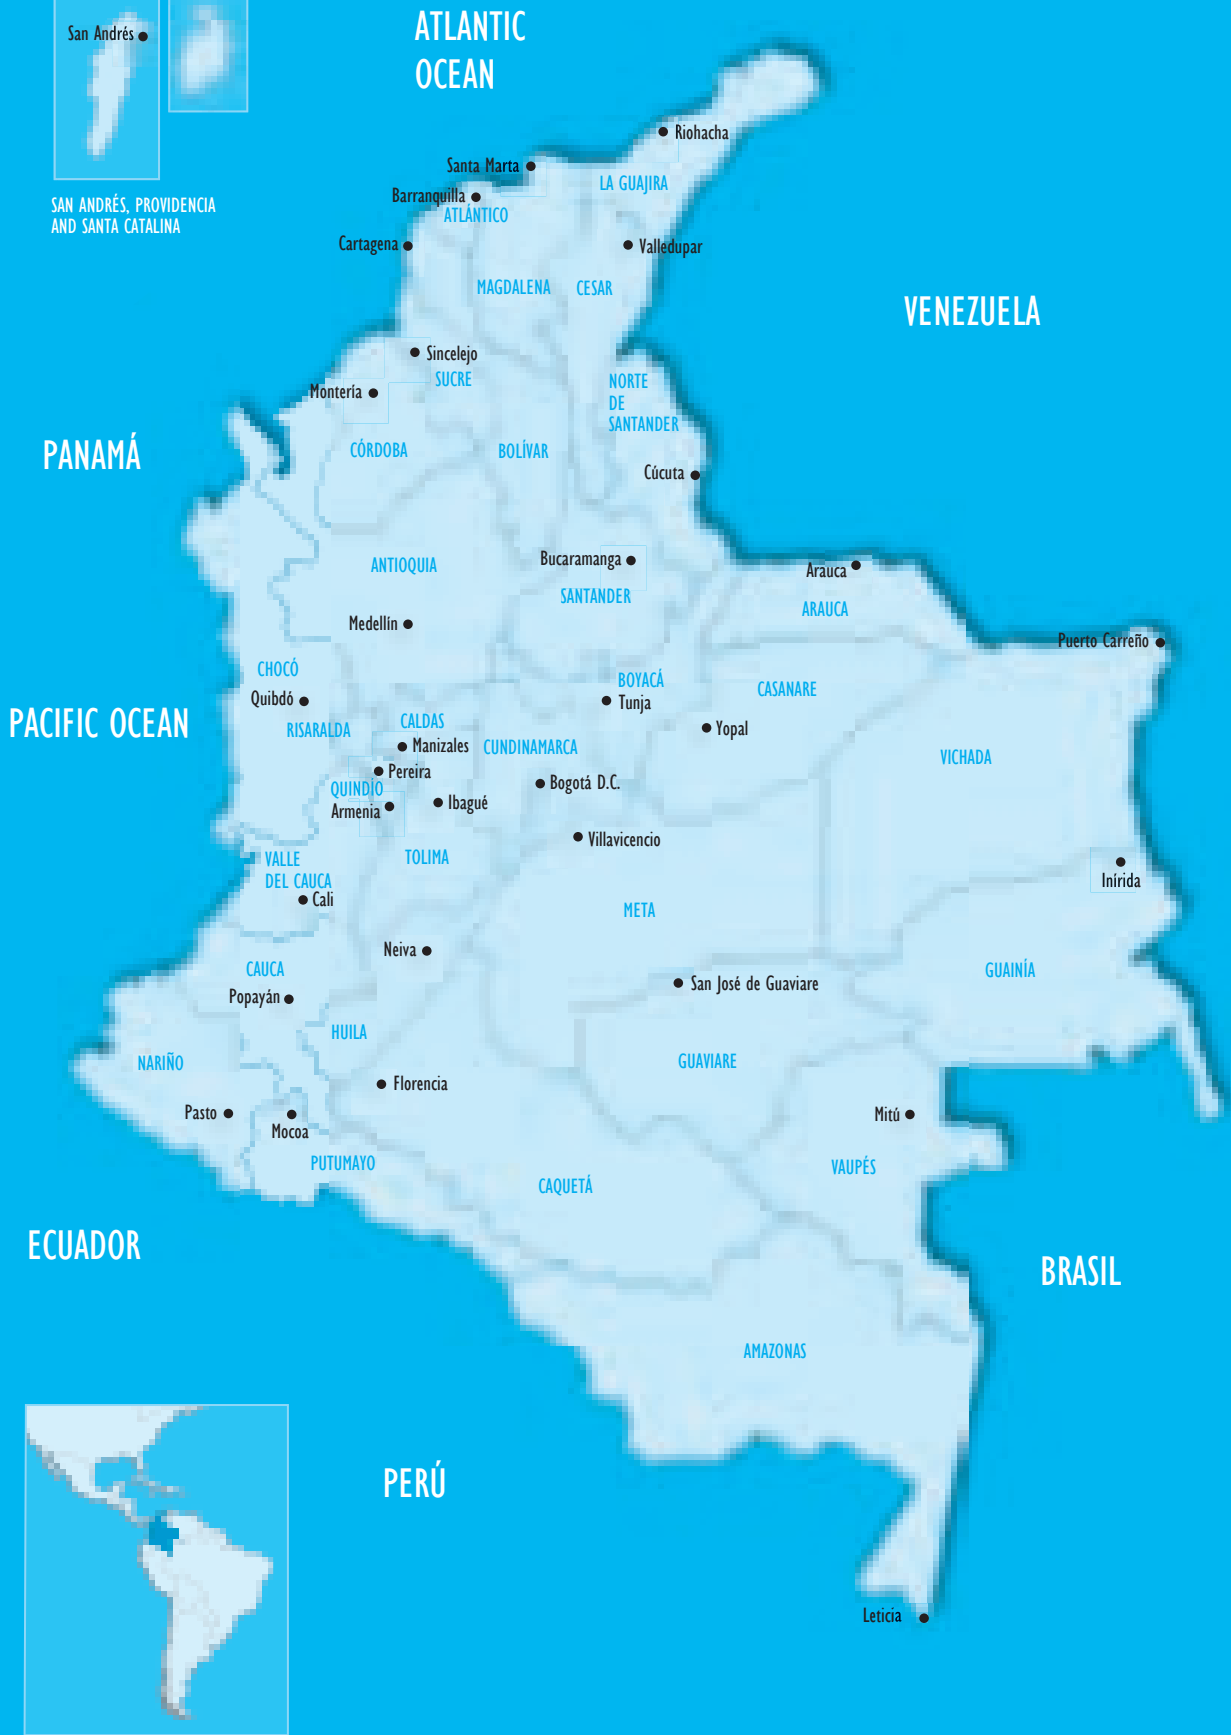 San Andrés
ATLANTIC
OCEAN
Riohacha
Santa Marta
LA GUAJIRA
Barranquilla
SAN ANDRÉS, PROVIDENCIA
AND SANTA CATALINA
ATLÁNTICO
Cartagena
Valledupar
MAGDALENA
CESAR
VENEZUELA
Sincelejo
SUCRE
NORTE
DE
SANTANDER
Montería
PANAMÁ
CÓRDOBA
BOLÍVAR
Cúcuta
ANTIOQUIA
Bucaramanga
Arauca
SANTANDER
ARAUCA
Medellín
Puerto Carreño
CHOCÓ
BOYACÁ
CASANARE
Quibdó
Tunja
PACIFIC OCEAN
RISARALDA
CALDAS
Yopal
Manizales
CUNDINAMARCA
VICHADA
Pereira
QUINDÍO
Bogotá D.C.
Armenia
Ibagué
Villavicencio
VALLE
DEL CAUCA
TOLIMA
Inírida
Cali
META
Neiva
CAUCA
GUAINÍA
San José de Guaviare
Popayán
HUILA
NARIÑO
GUAVIARE
Florencia
Pasto
Mocoa
Mitú
PUTUMAYO
VAUPÉS
CAQUETÁ
ECUADOR
BRASIL
AMAZONAS
PERÚ
Leticia